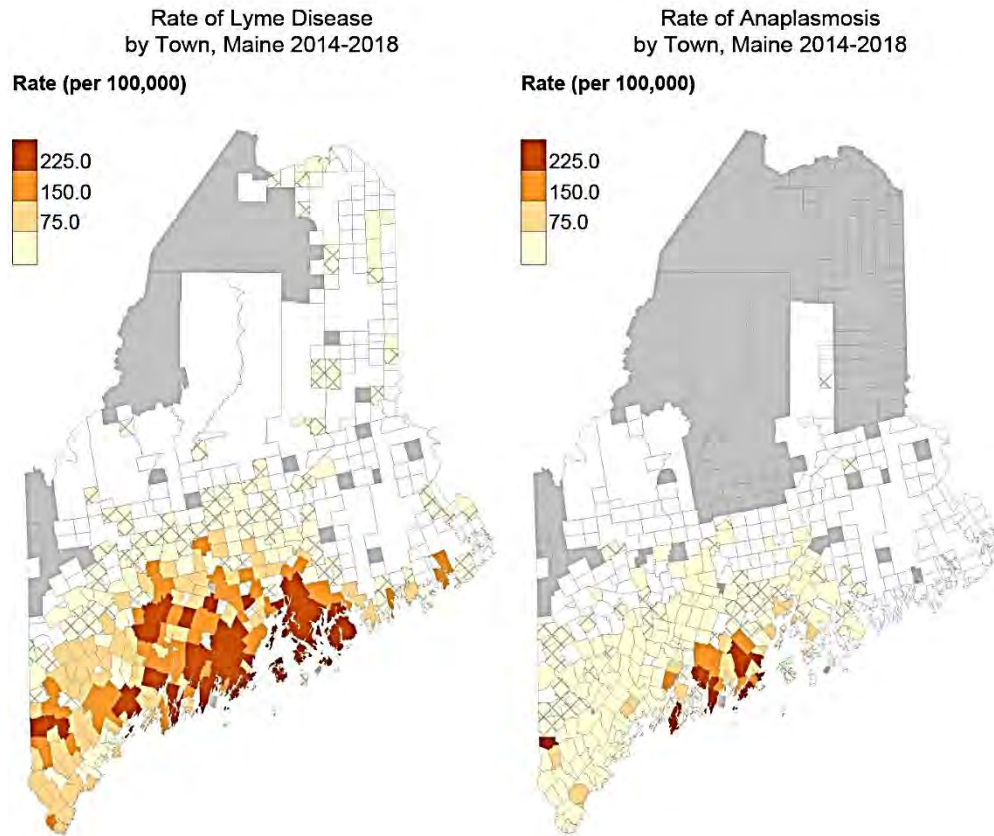 Rate of Lyme Disease
by Town, Maine 2014-2018
Rate (per 100,000)
225.0
150.0
75.0
Rate of Anaplasmosis
by Town, Maine 2014-2018
Rate (per 100,000)
225.0
150.0
75.0